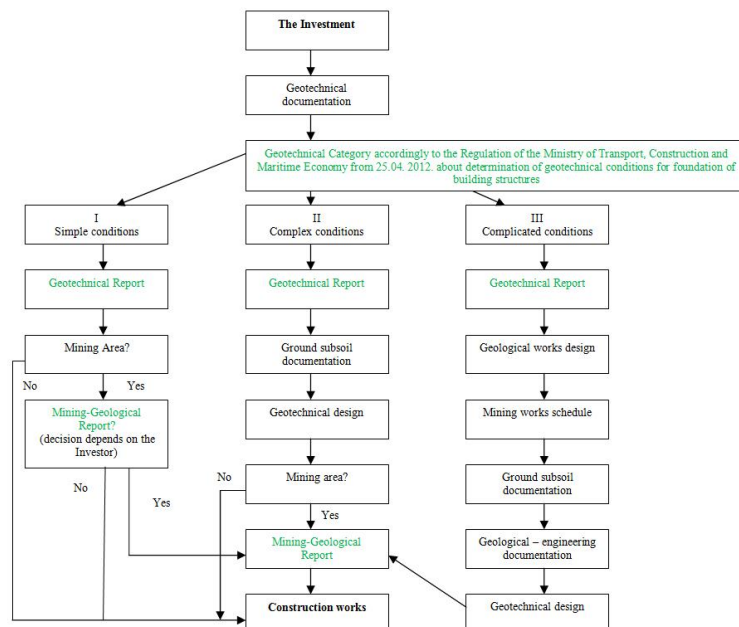 The Investment
Geotechnical
documentation
Geotechnical Category accordingly to the Regulation of the Ministry of Transport, Construction and
Maritime Economy from 25.04. 2012. about determination of geotechnical conditions for foundation of
building structures
I
Simple conditions
II
Complex conditions
III
Complicated conditions
Geotechnical Report
Geotechnical Report
Geotechnical Report
Mining Area?
Ground subsoil
documentation
Geological works design
No
Yes
Mining-Geological
Report?
(decision depends on the
Investor)
Geotechnical design
Mining works schedule
No
Yes
No
Mining area?
Yes
Ground subsoil
documentation
Mining-Geological
Report
Geological – engineering
documentation
Construction works
Geotechnical design